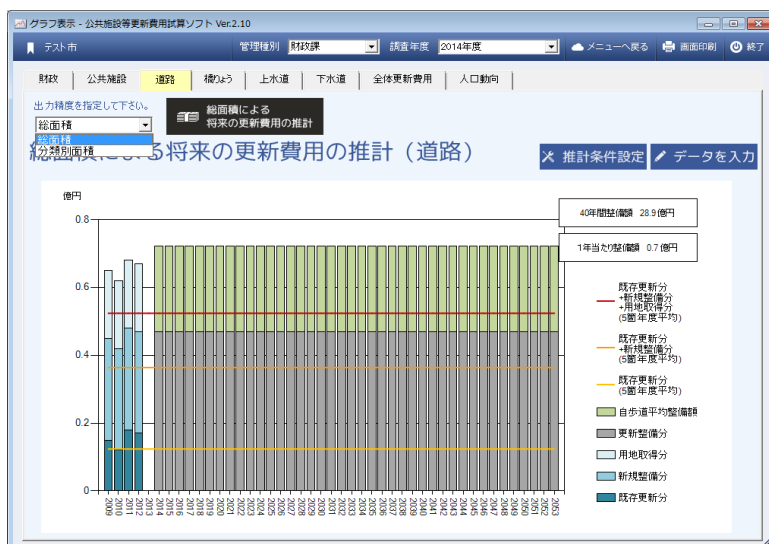 グラフ表示 - 公共施設等更新費用試算ソフト Ver.2.10
テスト市 管理種別 財政課 調査年度 2014年度 メニューへ戻る 画面印刷 終了
財政 公共施設 道路 橋りょう 上水道 下水道 全体更新費用 人口動向
出力精度を指定して下さい。
総面積
総面積
分類別面積
総面積による
将来の更新費用の推計
総面積による将来の更新費用の推計（道路）
推計条件設定 データを入力
億円
40年間整備額 28.9億円
1年当たり整備額 0.7億円
0.8
0.6
0.4
0.2
0
既存更新分
+新規整備分
+用地取得分
(5箇年度平均)
既存更新分
+新規整備分
(5箇年度平均)
既存更新分
(5箇年度平均)
自歩道平均整備額
更新整備分
用地取得分
新規整備分
既存更新分
2009 2010 2011 2012 2013 2014 2015 2016 2017 2018 2019 2020 2021 2022 2023 2024 2025 2026 2027 2028 2029 2030 2031 2032 2033 2034 2035 2036 2037 2038 2039 2040 2041 2042 2043 2044 2045 2046 2047 2048 2049 2050 2051 2052 2053